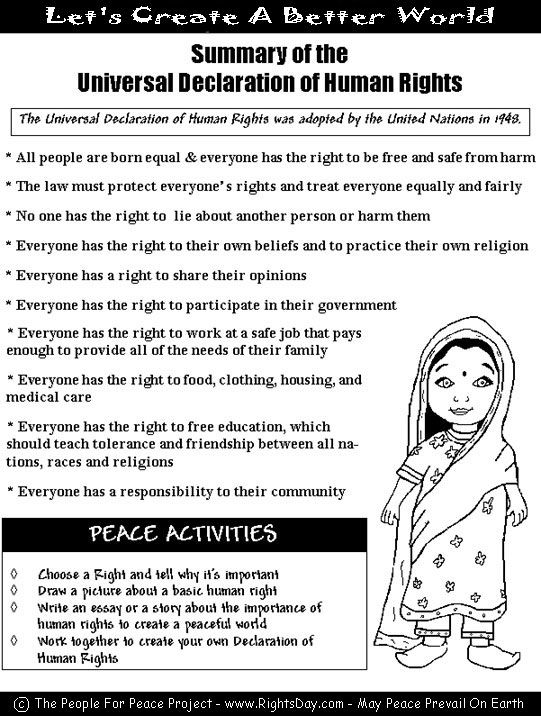 Let's Create A Better World
Summary of the
Universal Declaration of Human Rights
The Universal Declaration of Human Rights was adopted by the United Nations in 1948.
* All people are born equal & everyone has the right to be free and safe from harm
* The law must protect everyone's rights and treat everyone equally and fairly
* No one has the right to lie about another person or harm them
* Everyone has the right to their own beliefs and to practice their own religion
* Everyone has a right to share their opinions
* Everyone has the right to participate in their government
* Everyone has the right to work at a safe job that pays
enough to provide all of the needs of their family
* Everyone has the right to food, clothing, housing, and
medical care
* Everyone has the right to free education, which
should teach tolerance and friendship between all na-
tions, races and religions
* Everyone has a responsibility to their community
PEACE ACTIVITIES
◊ Choose a Right and tell why it's important
◊ Draw a picture about a basic human right
◊ Write an essay or a story about the importance of
human rights to create a peaceful world
◊ Work together to create your own Declaration of
Human Rights
© The People For Peace Project - www.RightsDay.com - May Peace Prevail On Earth